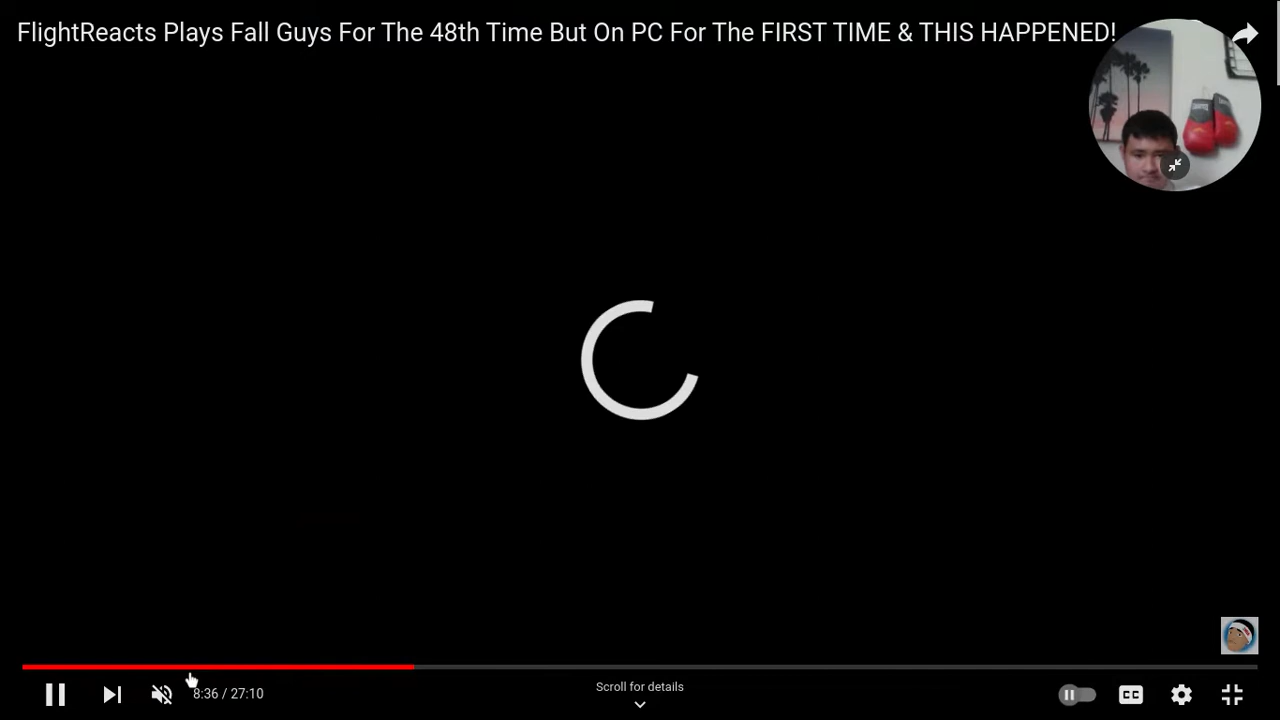 FlightReacts Plays Fall Guys For The 48th Time But On PC For The FIRST TIME & THIS HAPPENED!
8:36 / 27:10
Scroll for details
CC